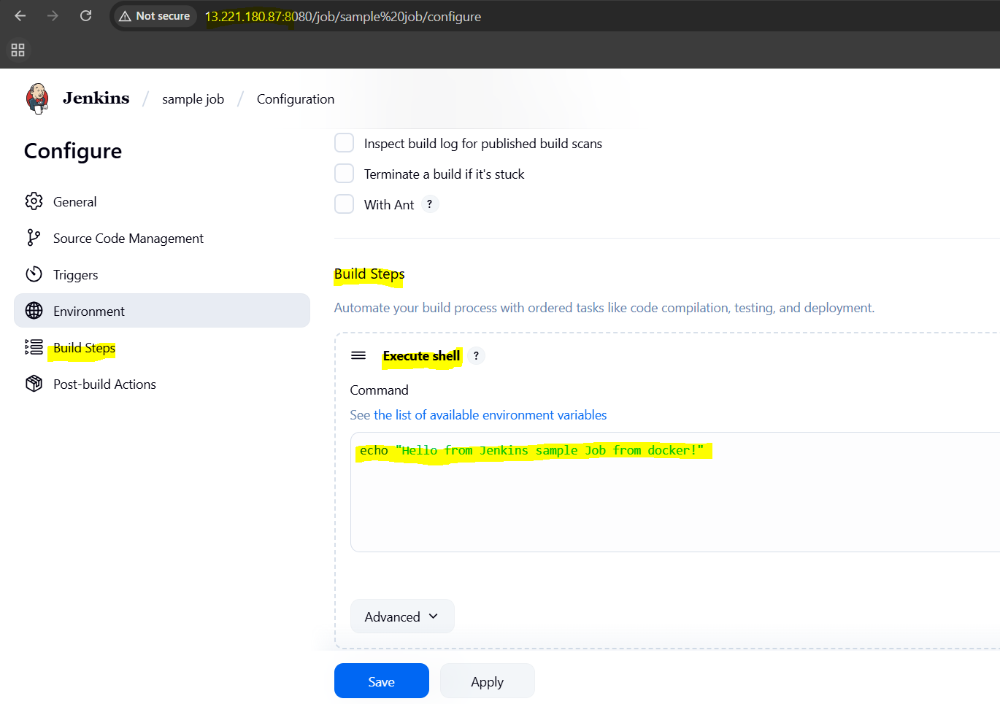 Not secure 13.221.180.87:8080/job/sample%20job/configure
Jenkins / sample job / Configuration
Configure
General
Source Code Management
Triggers
Environment
Build Steps
Post-build Actions
Inspect build log for published build scans
Terminate a build if it's stuck
With Ant ?
Build Steps
Automate your build process with ordered tasks like code compilation, testing, and deployment.
Execute shell ?
Command
See the list of available environment variables
echo "Hello from Jenkins sample Job from docker!"
Advanced
Save Apply